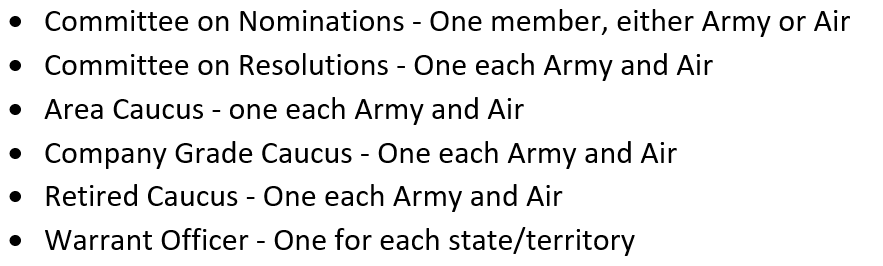 • Committee on Nominations - One member, either Army or Air
• Committee on Resolutions - One each Army and Air
• Area Caucus - one each Army and Air
• Company Grade Caucus - One each Army and Air
• Retired Caucus - One each Army and Air
• Warrant Officer - One for each state/territory